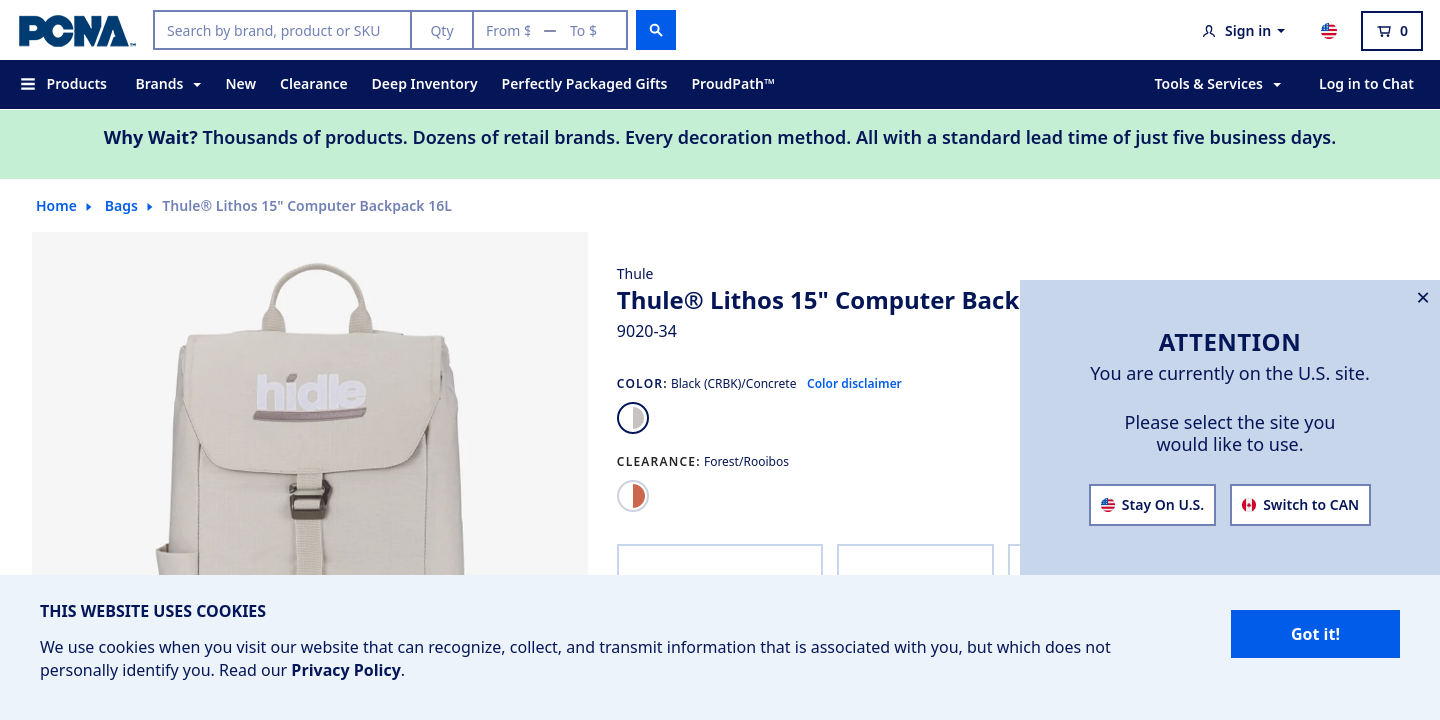 PCNA
Search by brand, product or SKU
Qty
From $ — To $
Sign in
0
Products
Brands
New
Clearance
Deep Inventory
Perfectly Packaged Gifts
ProudPath™
Tools & Services
Log in to Chat
Why Wait? Thousands of products. Dozens of retail brands. Every decoration method. All with a standard lead time of just five business days.
Home
Bags
Thule® Lithos 15" Computer Backpack 16L
hidle
Thule
Thule® Lithos 15" Computer Back
9020-34
COLOR: Black (CRBK)/Concrete Color disclaimer
CLEARANCE: Forest/Rooibos
ATTENTION
You are currently on the U.S. site.
Please select the site you
would like to use.
Stay On U.S.
Switch to CAN
THIS WEBSITE USES COOKIES
We use cookies when you visit our website that can recognize, collect, and transmit information that is associated with you, but which does not
personally identify you. Read our Privacy Policy.
Got it!